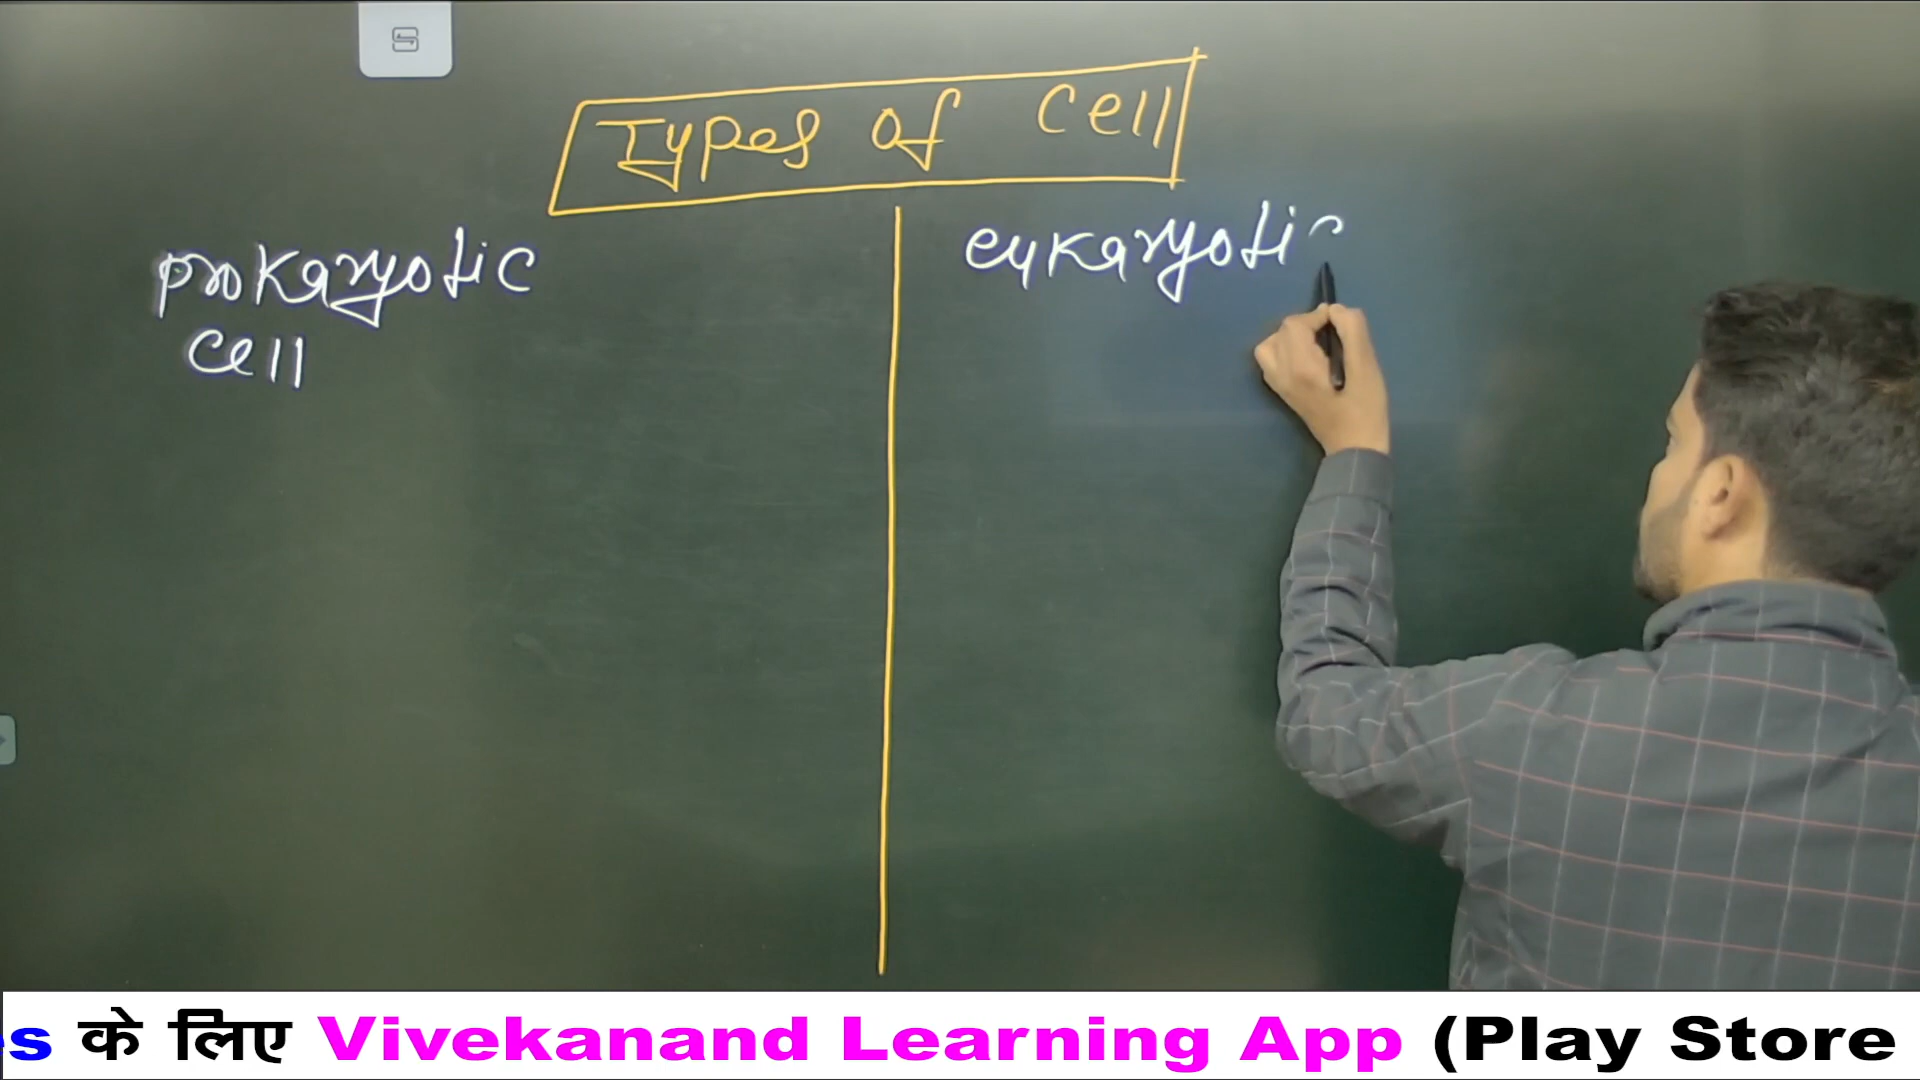 Types of Cell
prokaryotic
Cell
eukaryotic
s के लिए Vivekanand Learning App (Play Store